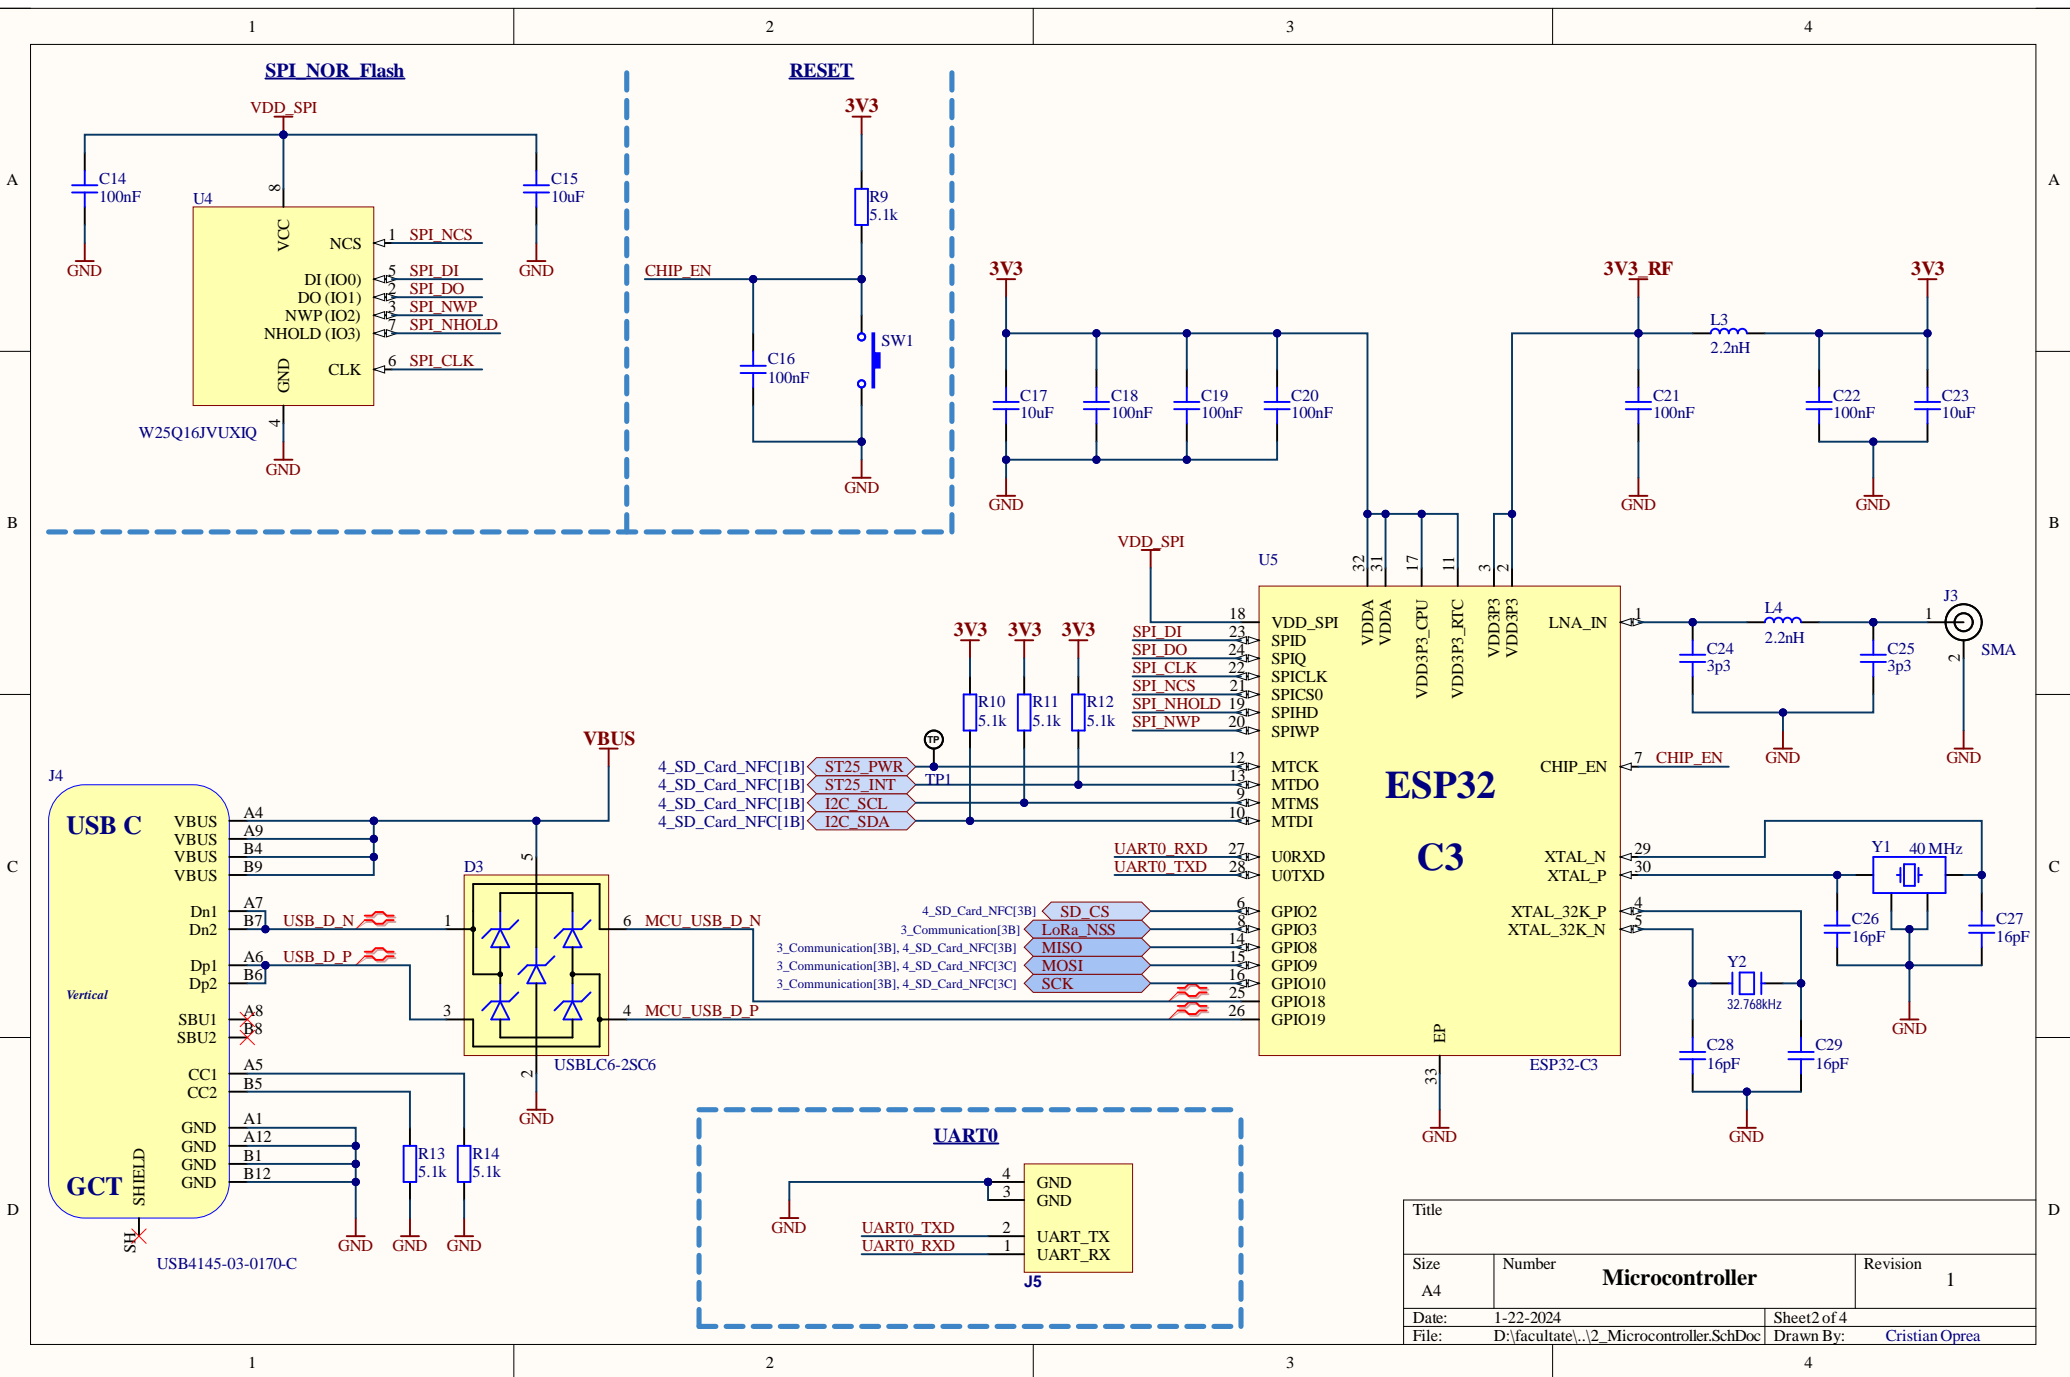 1
2
3
4
SPI_NOR_Flash
RESET
VDD_SPI
3V3
A
A
C14
100nF
C15
10uF
U4
8
VCC
R9
5.1k
NCS
1
SPI_NCS
GND
GND
DI (IO0)
5
SPI_DI
DO (IO1)
2
SPI_DO
NWP (IO2)
3
SPI_NWP
NHOLD (IO3)
7
SPI_NHOLD
CLK
6
SPI_CLK
GND
4
W25Q16JVUXIQ
GND
CHIP_EN
SW1
C16
100nF
GND
3V3
C17
10uF
C18
100nF
C19
100nF
C20
100nF
GND
3V3_RF
3V3
L3
2.2nH
C21
100nF
C22
100nF
C23
10uF
GND
GND
B
B
VDD_SPI
U5
32
31
17
11
3
2
VDDA
VDDA
VDD3P3_CPU
VDD3P3_RTC
VDD3P3
VDD3P3
18
VDD_SPI
SPI_DI
23
SPID
SPI_DO
24
SPIQ
SPI_CLK
22
SPICLK
SPI_NCS
21
SPICS0
SPI_NHOLD
19
SPIHD
SPI_NWP
20
SPIWP
LNA_IN
1
L4
2.2nH
C24
3p3
C25
3p3
J3
1
2
SMA
GND
GND
3V3
3V3
3V3
R10
5.1k
R11
5.1k
R12
5.1k
TP
TP1
4_SD_Card_NFC[1B]
ST25_PWR
12
MTCK
4_SD_Card_NFC[1B]
ST25_INT
13
MTDO
4_SD_Card_NFC[1B]
I2C_SCL
9
MTMS
4_SD_Card_NFC[1B]
I2C_SDA
10
MTDI
ESP32
C3
CHIP_EN
7
CHIP_EN
UART0_RXD
27
U0RXD
UART0_TXD
28
U0TXD
XTAL_N
29
XTAL_P
30
XTAL_32K_P
4
XTAL_32K_N
5
Y1
40 MHz
C26
16pF
C27
16pF
GND
Y2
32.768kHz
C28
16pF
C29
16pF
GND
4_SD_Card_NFC[3B]
SD_CS
6
GPIO2
3_Communication[3B]
LoRa_NSS
8
GPIO3
3_Communication[3B], 4_SD_Card_NFC[3B]
MISO
14
GPIO8
3_Communication[3B], 4_SD_Card_NFC[3C]
MOSI
15
GPIO9
3_Communication[3B], 4_SD_Card_NFC[3C]
SCK
16
GPIO10
25
GPIO18
26
GPIO19
EP
33
ESP32-C3
GND
C
C
J4
USB C
VBUS
VBUS
A4
VBUS
A9
VBUS
B4
VBUS
B9
Dn1
A7
Dn2
B7
USB_D_N
Dp1
A6
Dp2
B6
USB_D_P
Vertical
SBU1
A8
SBU2
B8
CC1
A5
CC2
B5
GND
A1
GND
A12
GND
B1
GND
B12
GCT
SHIELD
SH
USB4145-03-0170-C
D3
5
1
6
MCU_USB_D_N
3
4
MCU_USB_D_P
2
USBLC6-2SC6
GND
R13
5.1k
R14
5.1k
GND
GND
GND
UART0
4
GND
3
GND
GND
UART0_TXD
2
UART_TX
UART0_RXD
1
UART_RX
J5
D
D
Title
Size
A4
Number
Microcontroller
Revision
1
Date:
1-22-2024
Sheet2 of 4
File:
D:\facultate\..\2_Microcontroller.SchDoc
Drawn By:
Cristian Oprea
1
2
3
4